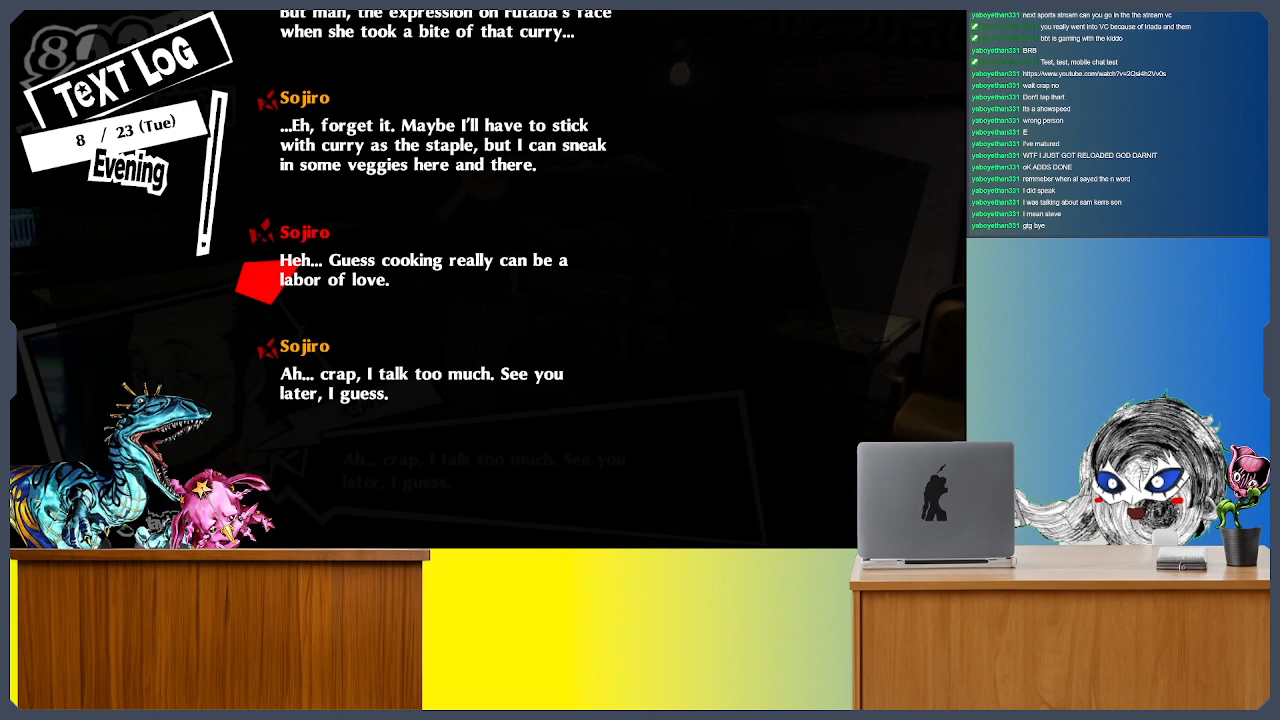 But man, the expression on Futaba's face
when she took a bite of that curry...
TEXT LOG
8 / 23 (Tue)
Evening
Sojiro
...Eh, forget it. Maybe I'll have to stick
with curry as the staple, but I can sneak
in some veggies here and there.
Sojiro
Heh... Guess cooking really can be a
labor of love.
Sojiro
Ah... crap, I talk too much. See you
later, I guess.
Ah... crap, I talk too much. See you
later, I guess.
yaboyethan331 next sports stream can you go in the the stream vc
you really went into VC because of triada and them
yaboyethan331 bbt is gaming with the kiddo
yaboyethan331 BRB
Test, test, mobile chat test
yaboyethan331
yaboyethan331 wait crap no
yaboyethan331 Don't tap that
yaboyethan331 its a showspeed
yaboyethan331 wrong person
yaboyethan331 E
yaboyethan331 I've matured
yaboyethan331 WTF I JUST GOT RELOADED GOD DARNIT
yaboyethan331 oK ADDS DONE
yaboyethan331 remmeber when ai sayed the n word
yaboyethan331 I did speak
yaboyethan331 I was talking about sam kerrs son
yaboyethan331 I mean steve
yaboyethan331 gtg bye